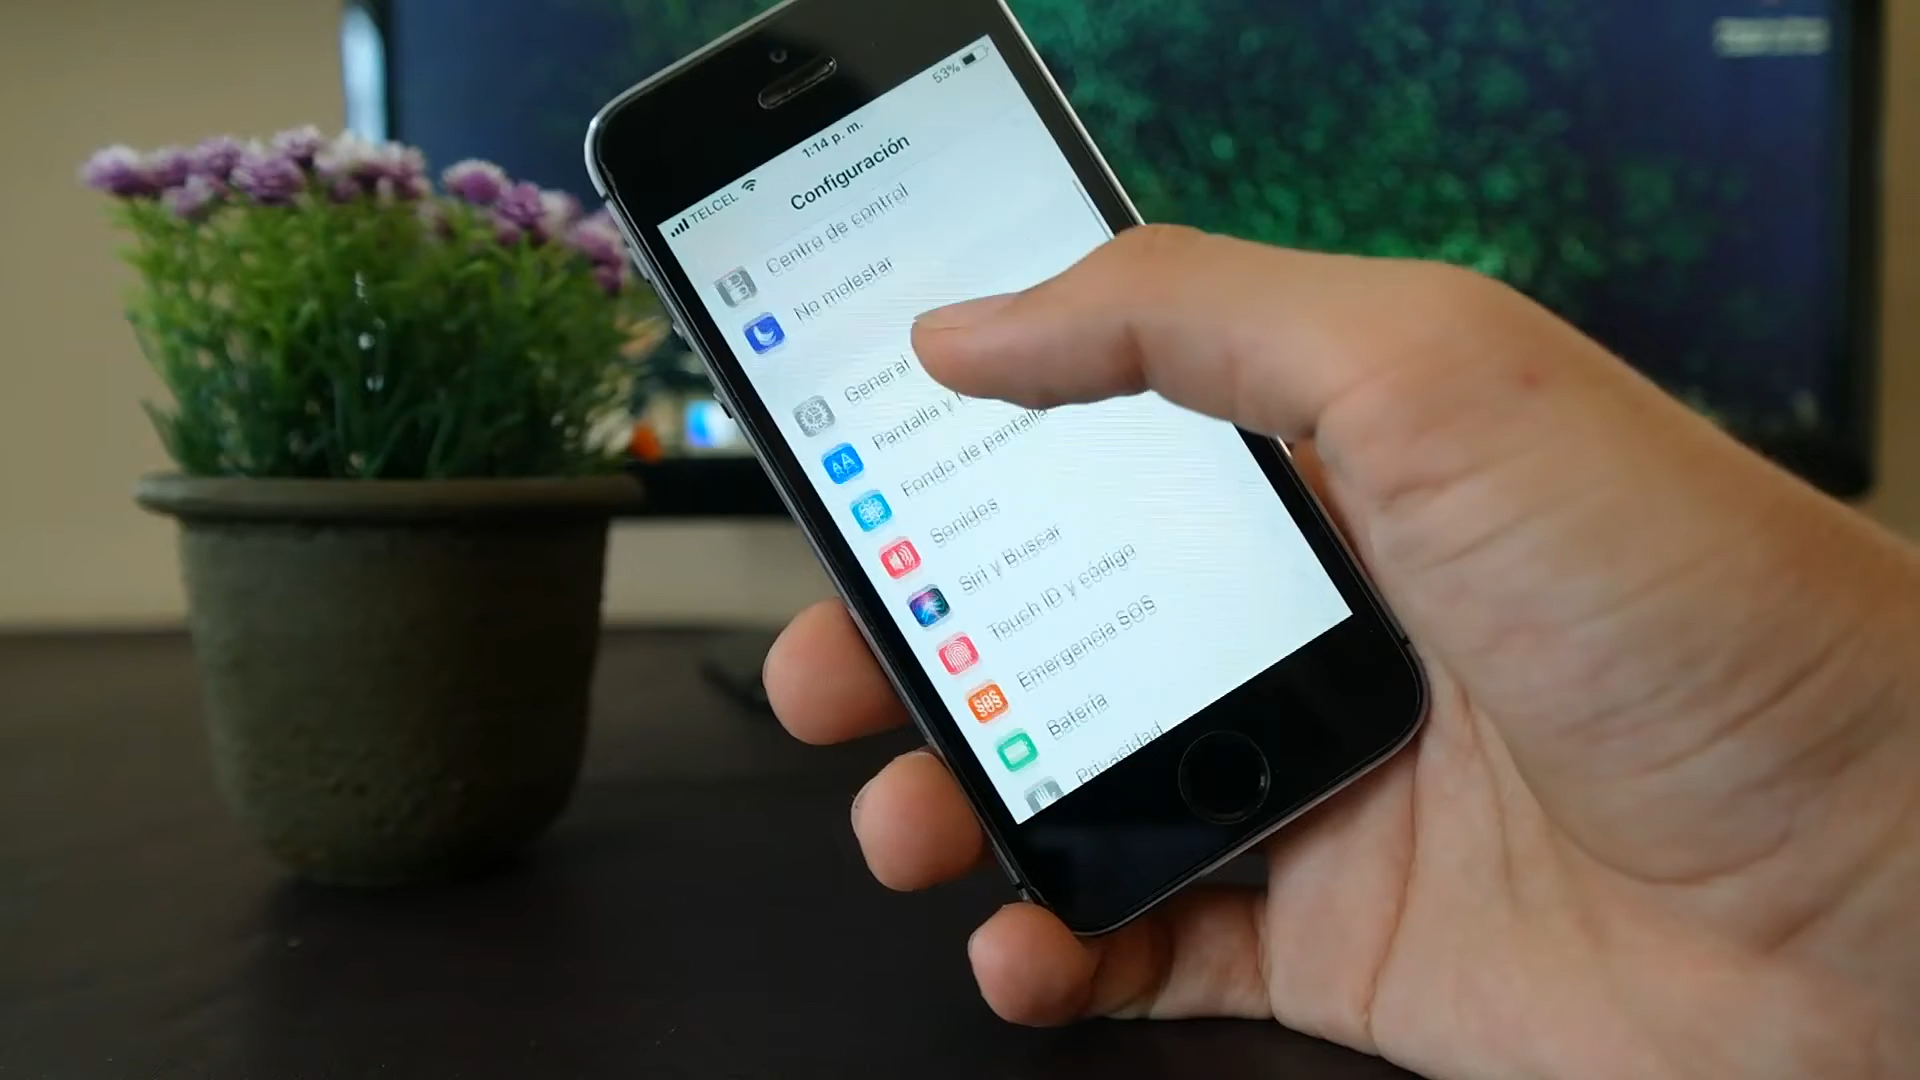 TELCEL 1:14 p. m. 53%
Configuración
Centro de control
No molestar
General
Pantalla y
Fondo de pantalla
Sonidos
Siri y Buscar
Touch ID y código
Emergencia SOS
Batería
Privacidad